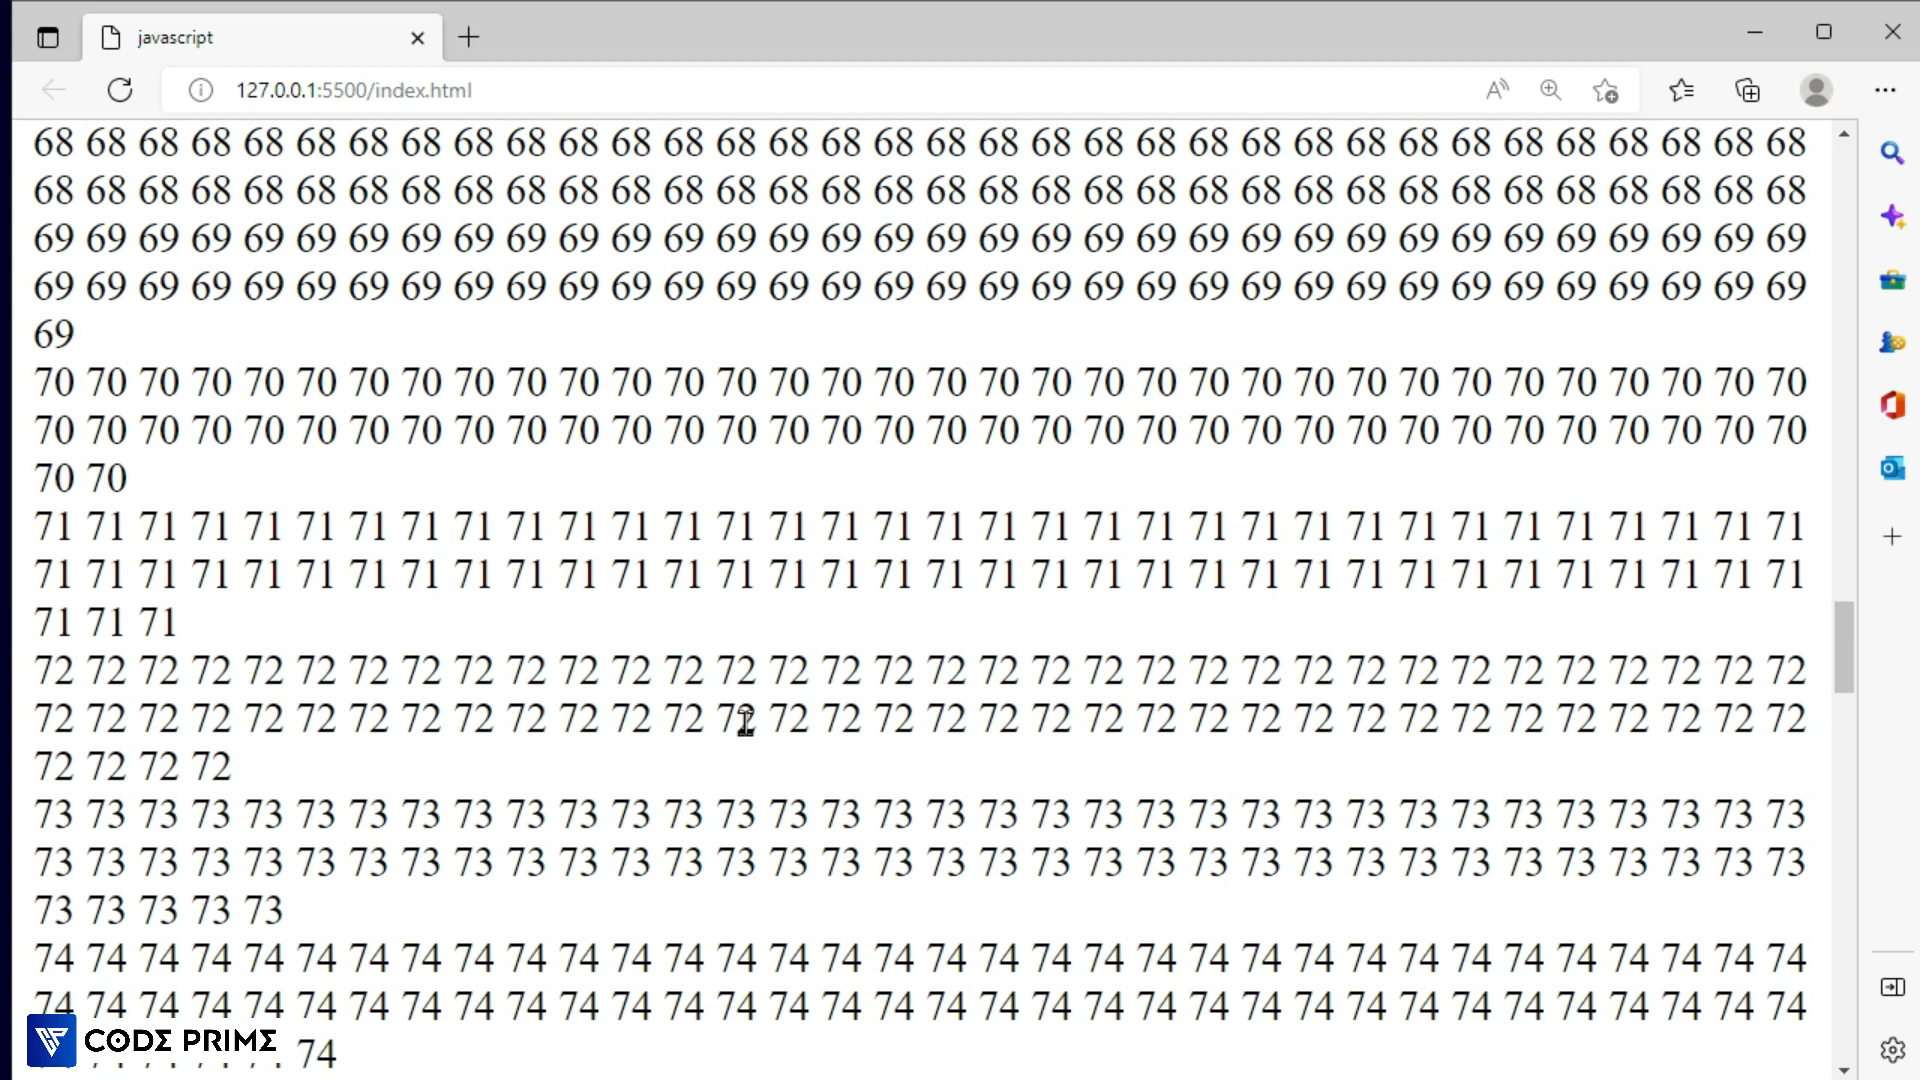 javascript
127.0.0.1:5500/index.html
68 68 68 68 68 68 68 68 68 68 68 68 68 68 68 68 68 68 68 68 68 68 68 68 68 68 68 68 68 68 68 68 68 68
68 68 68 68 68 68 68 68 68 68 68 68 68 68 68 68 68 68 68 68 68 68 68 68 68 68 68 68 68 68 68 68 68 68
69 69 69 69 69 69 69 69 69 69 69 69 69 69 69 69 69 69 69 69 69 69 69 69 69 69 69 69 69 69 69 69 69 69
69 69 69 69 69 69 69 69 69 69 69 69 69 69 69 69 69 69 69 69 69 69 69 69 69 69 69 69 69 69 69 69 69 69
69
70 70 70 70 70 70 70 70 70 70 70 70 70 70 70 70 70 70 70 70 70 70 70 70 70 70 70 70 70 70 70 70 70 70
70 70 70 70 70 70 70 70 70 70 70 70 70 70 70 70 70 70 70 70 70 70 70 70 70 70 70 70 70 70 70 70 70 70
70 70
71 71 71 71 71 71 71 71 71 71 71 71 71 71 71 71 71 71 71 71 71 71 71 71 71 71 71 71 71 71 71 71 71 71
71 71 71 71 71 71 71 71 71 71 71 71 71 71 71 71 71 71 71 71 71 71 71 71 71 71 71 71 71 71 71 71 71 71
71 71 71
72 72 72 72 72 72 72 72 72 72 72 72 72 72 72 72 72 72 72 72 72 72 72 72 72 72 72 72 72 72 72 72 72 72
72 72 72 72 72 72 72 72 72 72 72 72 72 72 72 72 72 72 72 72 72 72 72 72 72 72 72 72 72 72 72 72 72 72
72 72 72 72
73 73 73 73 73 73 73 73 73 73 73 73 73 73 73 73 73 73 73 73 73 73 73 73 73 73 73 73 73 73 73 73 73 73
73 73 73 73 73 73 73 73 73 73 73 73 73 73 73 73 73 73 73 73 73 73 73 73 73 73 73 73 73 73 73 73 73 73
73 73 73 73 73
74 74 74 74 74 74 74 74 74 74 74 74 74 74 74 74 74 74 74 74 74 74 74 74 74 74 74 74 74 74 74 74 74 74
74 74 74 74 74 74 74 74 74 74 74 74 74 74 74 74 74 74 74 74 74 74 74 74 74 74 74 74 74 74 74 74 74 74
CODΣ PRIMΣ
74